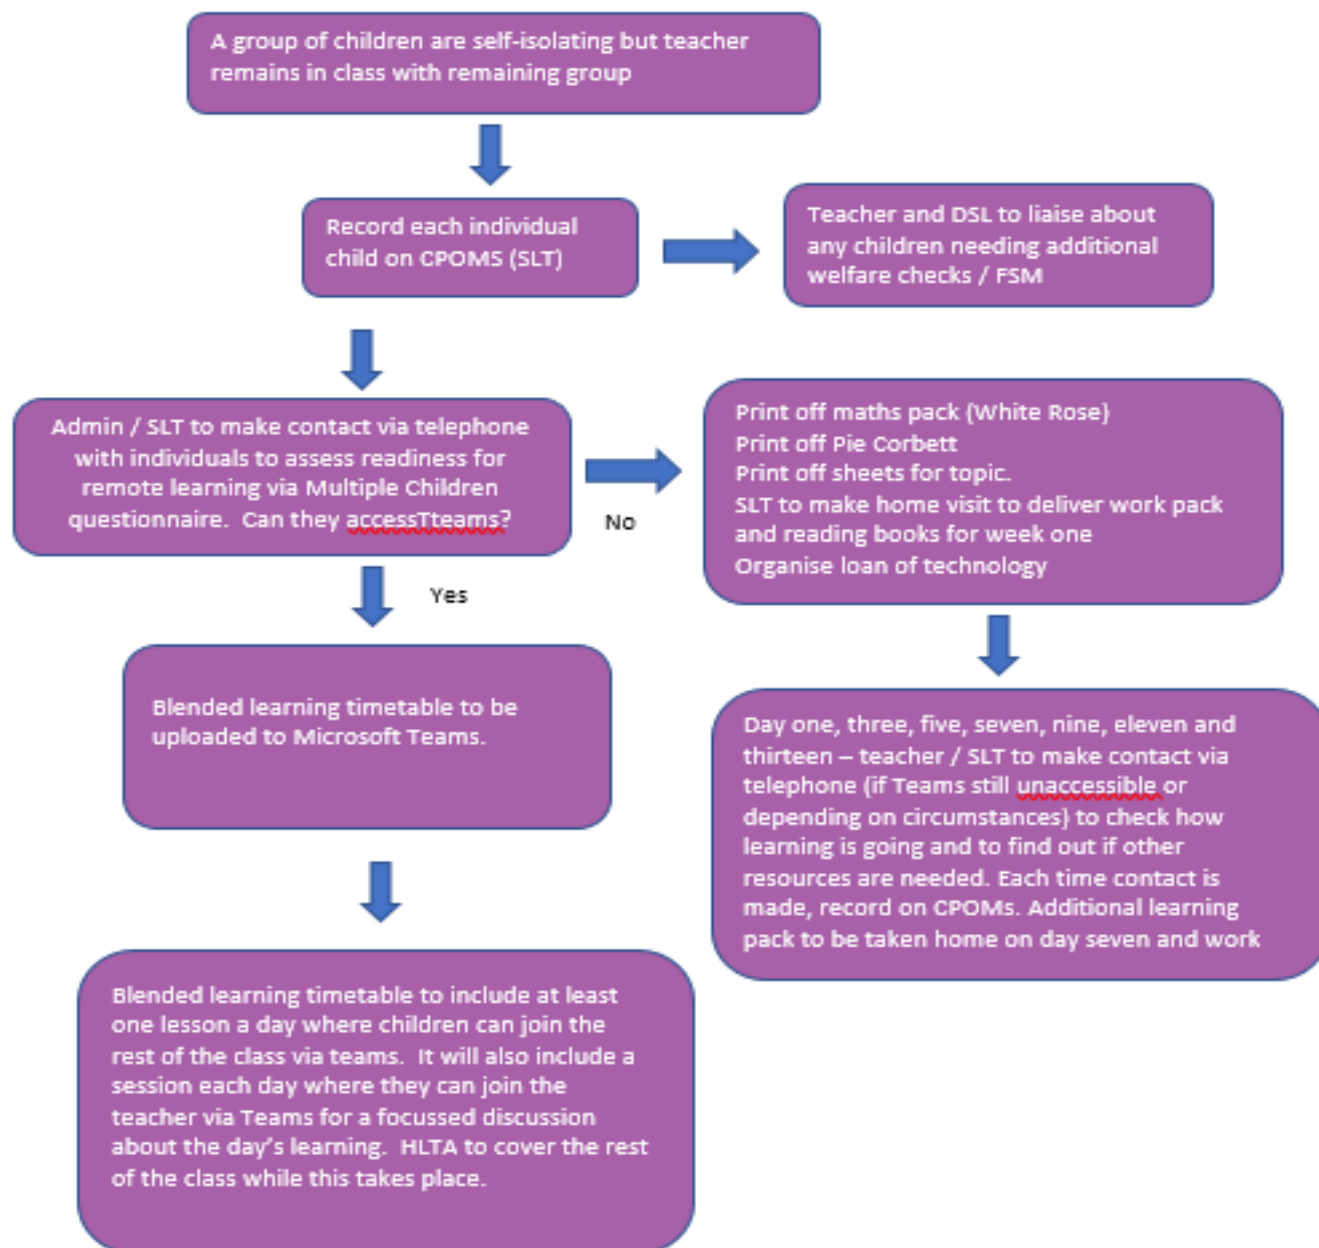 A group of children are self-isolating but teacher
remains in class with remaining group
Record each individual
child on CPOMS (SLT)
Teacher and DSL to liaise about
any children needing additional
welfare checks / FSM
Admin / SLT to make contact via telephone
with individuals to assess readiness for
remote learning via Multiple Children
questionnaire.  Can they accessTteams?
No
Print off maths pack (White Rose)
Print off Pie Corbett
Print off sheets for topic.
SLT to make home visit to deliver work pack
and reading books for week one
Organise loan of technology
Yes
Blended learning timetable to be
uploaded to Microsoft Teams.
Day one, three, five, seven, nine, eleven and
thirteen – teacher / SLT to make contact via
telephone (if Teams still unaccessible or
depending on circumstances) to check how
learning is going and to find out if other
resources are needed. Each time contact is
made, record on CPOMs. Additional learning
pack to be taken home on day seven and work
Blended learning timetable to include at least
one lesson a day where children can join the
rest of the class via teams.  It will also include a
session each day where they can join the
teacher via Teams for a focussed discussion
about the day's learning.  HLTA to cover the rest
of the class while this takes place.